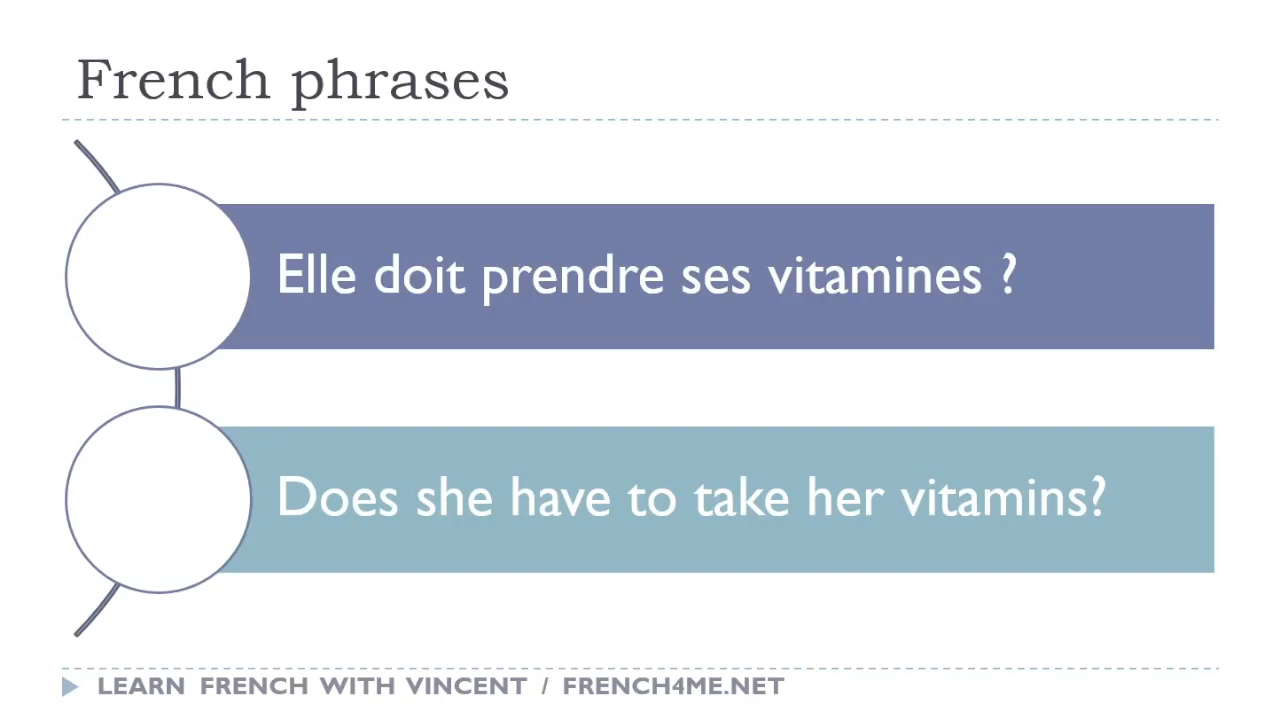 French phrases
Elle doit prendre ses vitamines ?
Does she have to take her vitamins?
LEARN FRENCH WITH VINCENT / FRENCH4ME.NET